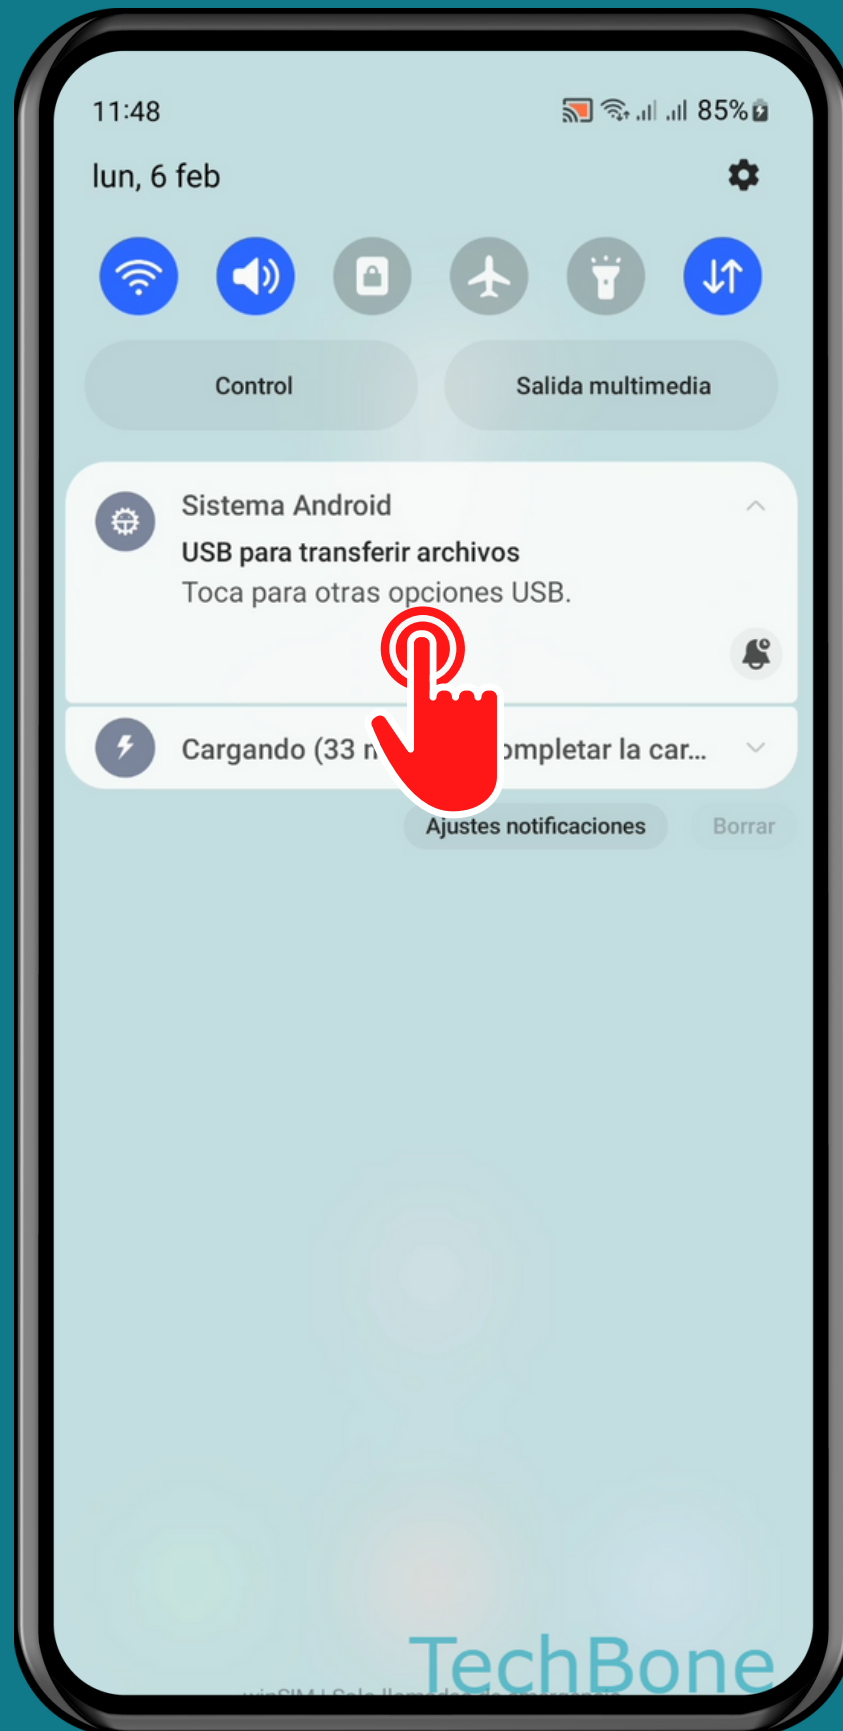 11:48
85%
lun, 6 feb
Control
Salida multimedia
Sistema Android
USB para transferir archivos
Toca para otras opciones USB.
Cargando (33 la car...
Ajustes notificaciones
Borrar
TechBone